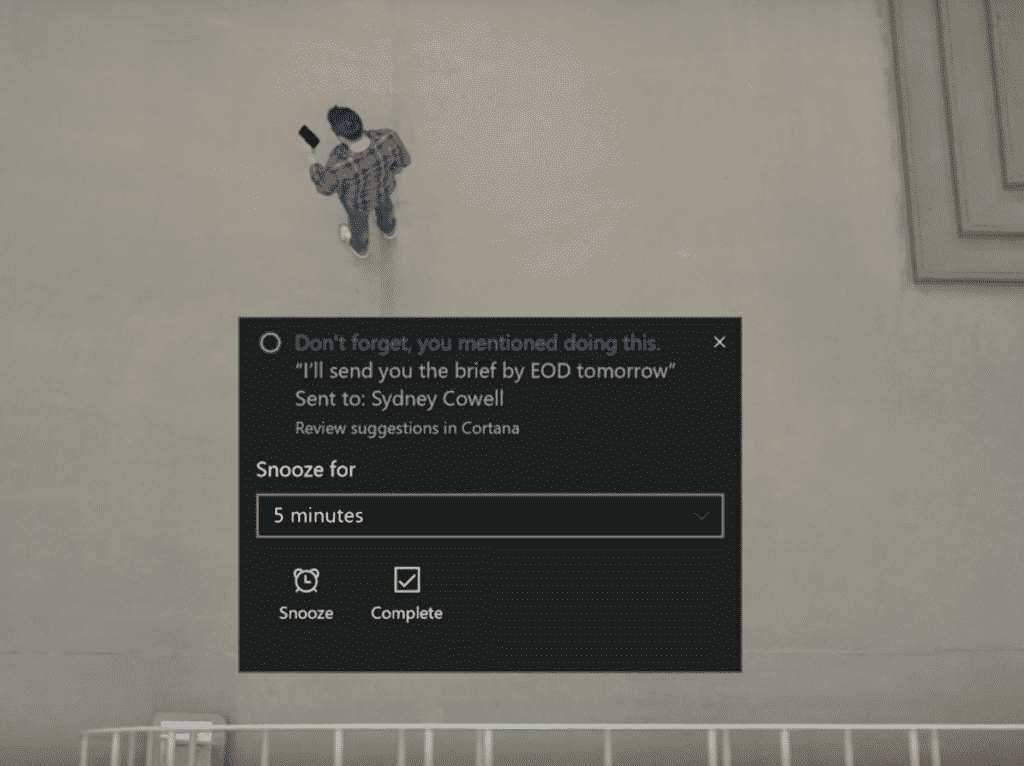 Don't forget, you mentioned doing this.
“I'll send you the brief by EOD tomorrow”
Sent to: Sydney Cowell
Review suggestions in Cortana
Snooze for
5 minutes
Snooze Complete